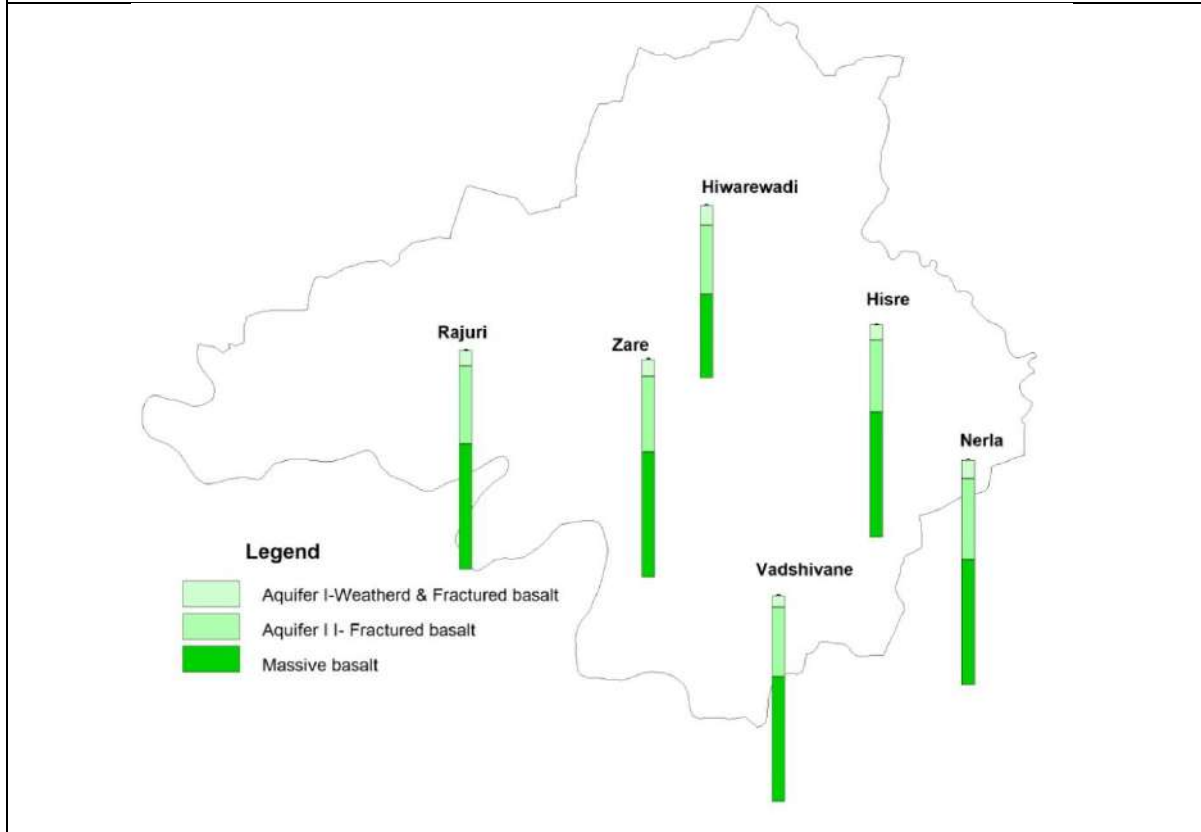 Hiwarewadi
Hisre
Rajuri
Zare
Nerla
Vadshivane
Legend
Aquifer I-Weatherd & Fractured basalt
Aquifer I I- Fractured basalt
Massive basalt